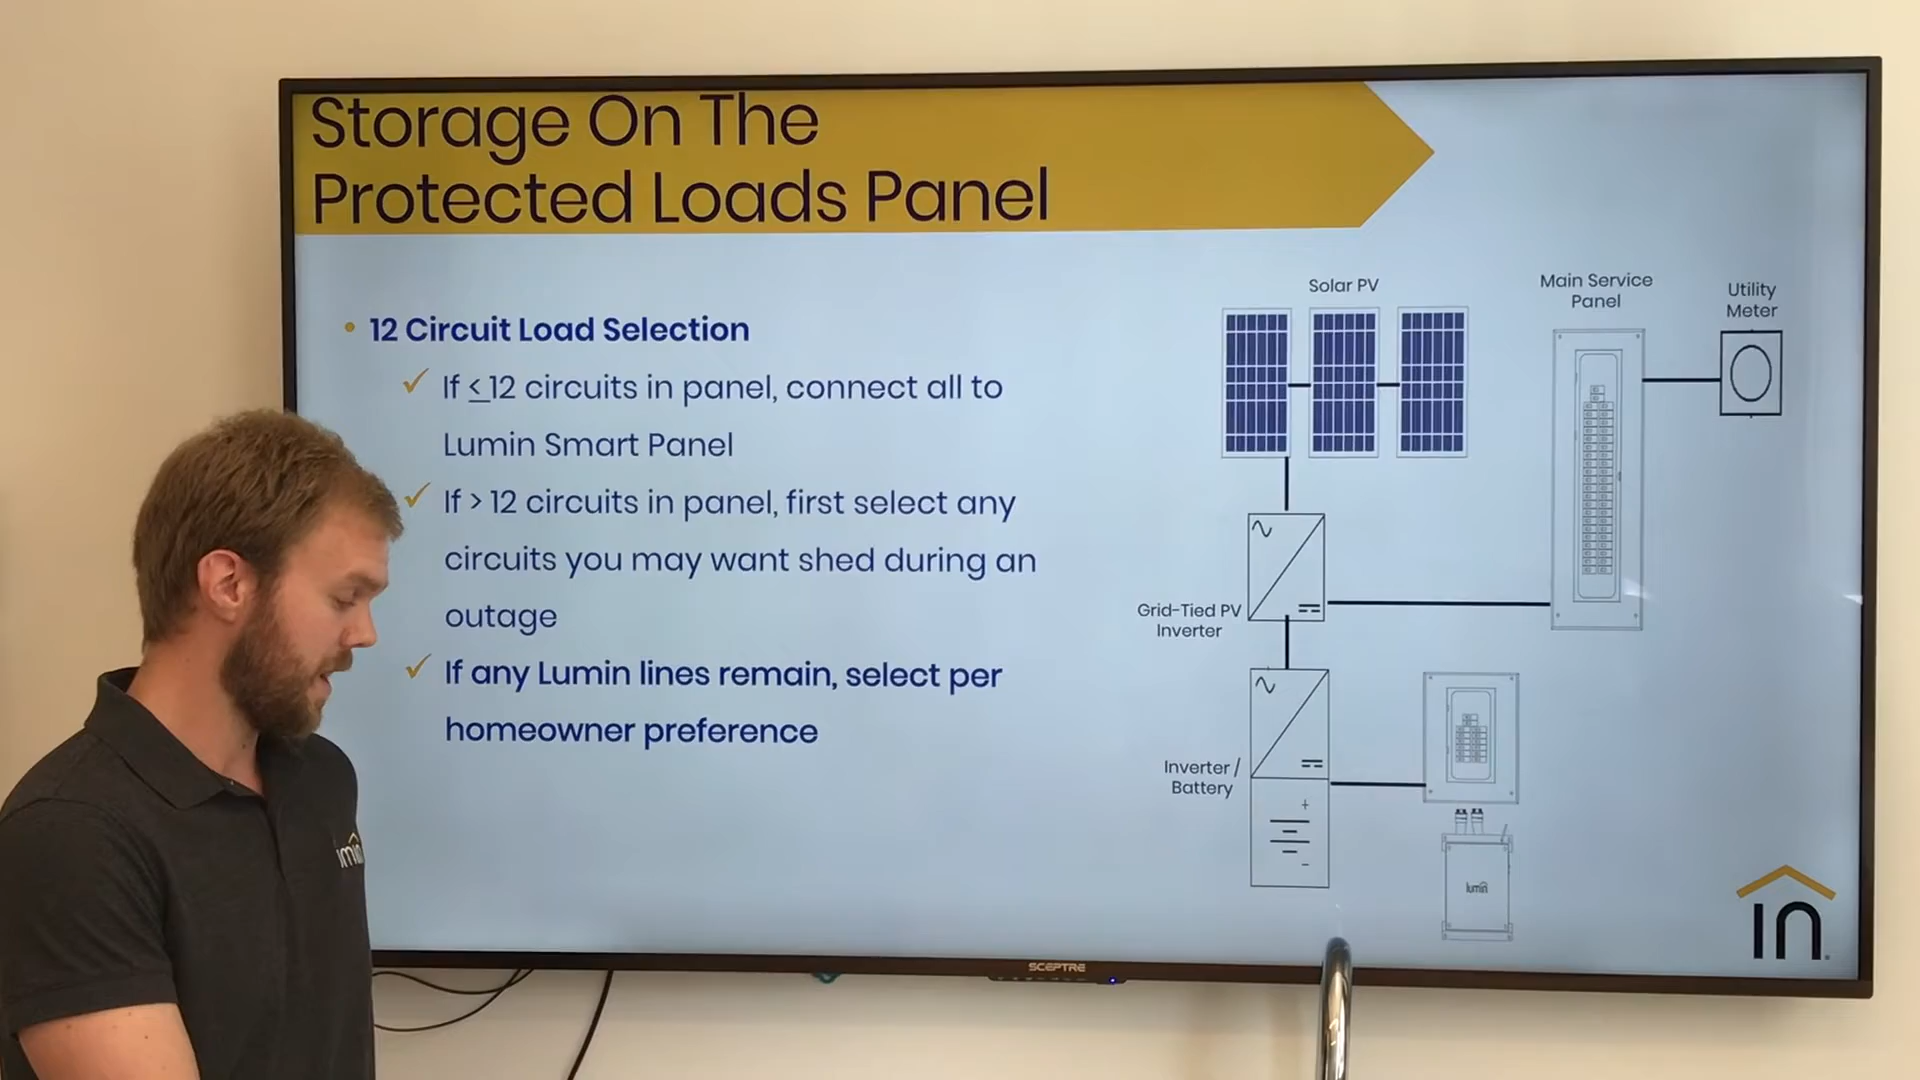 Storage On The
Protected Loads Panel
12 Circuit Load Selection
If < 12 circuits in panel, connect all to
Lumin Smart Panel
If > 12 circuits in panel, first select any
circuits you may want shed during an
outage
If any Lumin lines remain, select per
homeowner preference
Solar PV
Main Service
Panel
Utility
Meter
Grid-Tied PV
Inverter
Inverter /
Battery
+
-
lumin
IN
SCEPTRE